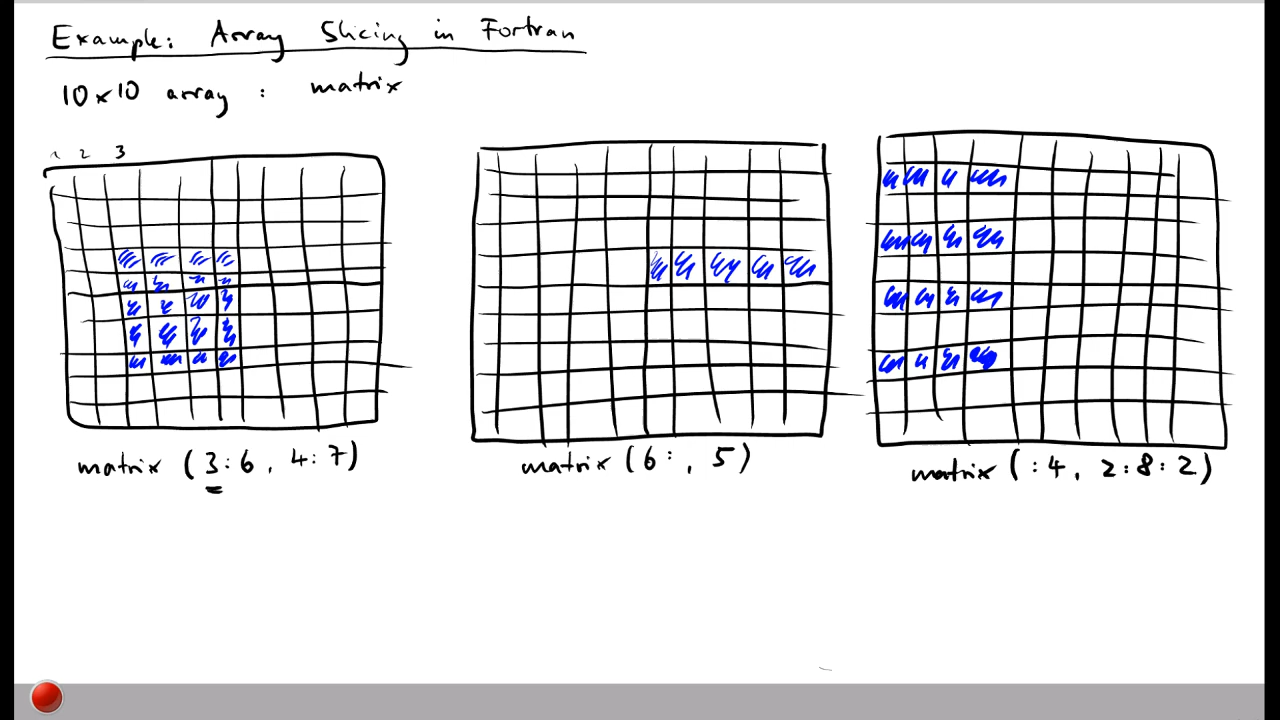 Example: Array Slicing in Fortran
10×10 array : matrix
1 2 3
matrix (3:6, 4:7)
matrix (6:, 5)
matrix (:4, 2:8:2)